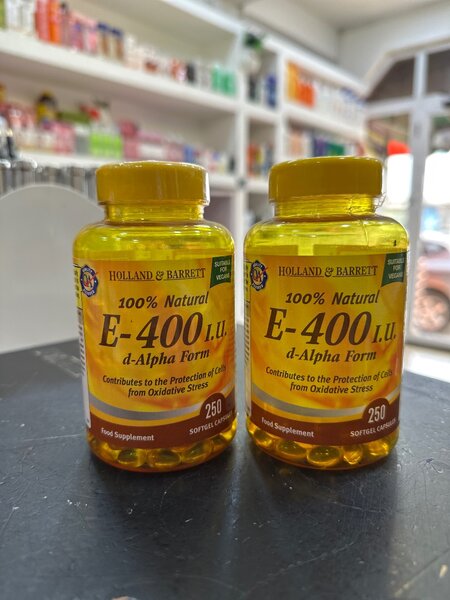 HOLLAND & BARRETT
SUITABLE
FOR
VEGANS
100% Natural
E-400 I.U.
d-Alpha Form
Contributes to the Protection of Cells
from Oxidative Stress
250
Food Supplement
SOFTGEL CAPSULES
HOLLAND & BARRETT
SUITABLE
FOR
VEGANS
100% Natural
E-400 I.U.
d-Alpha Form
Contributes to the Protection of Cells
from Oxidative Stress
250
Food Supplement
SOFTGEL CAPSULES